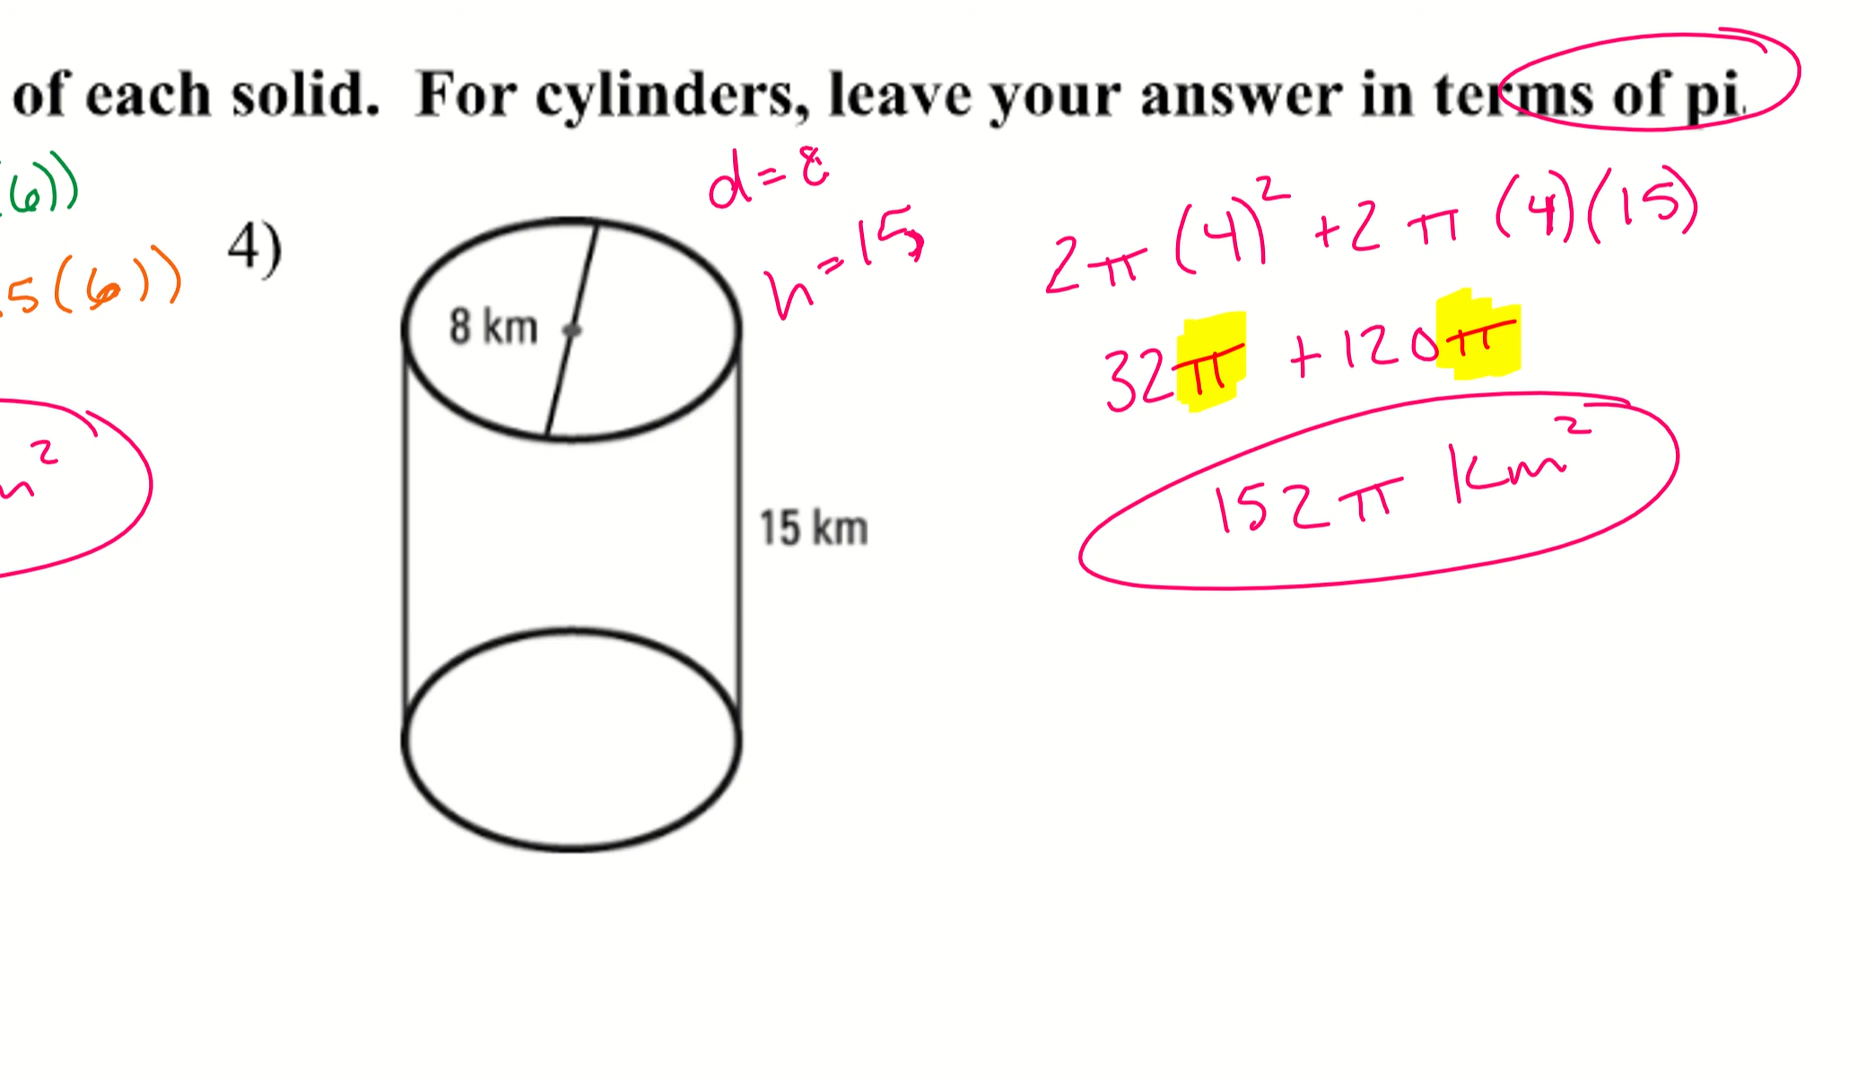 of each solid. For cylinders, leave your answer in terms of pi.
(6))
.5(6))
m²
4)
d=8
h=15
8 km
15 km
2π(4)²+2π(4)(15)
32π+120π
152π km²